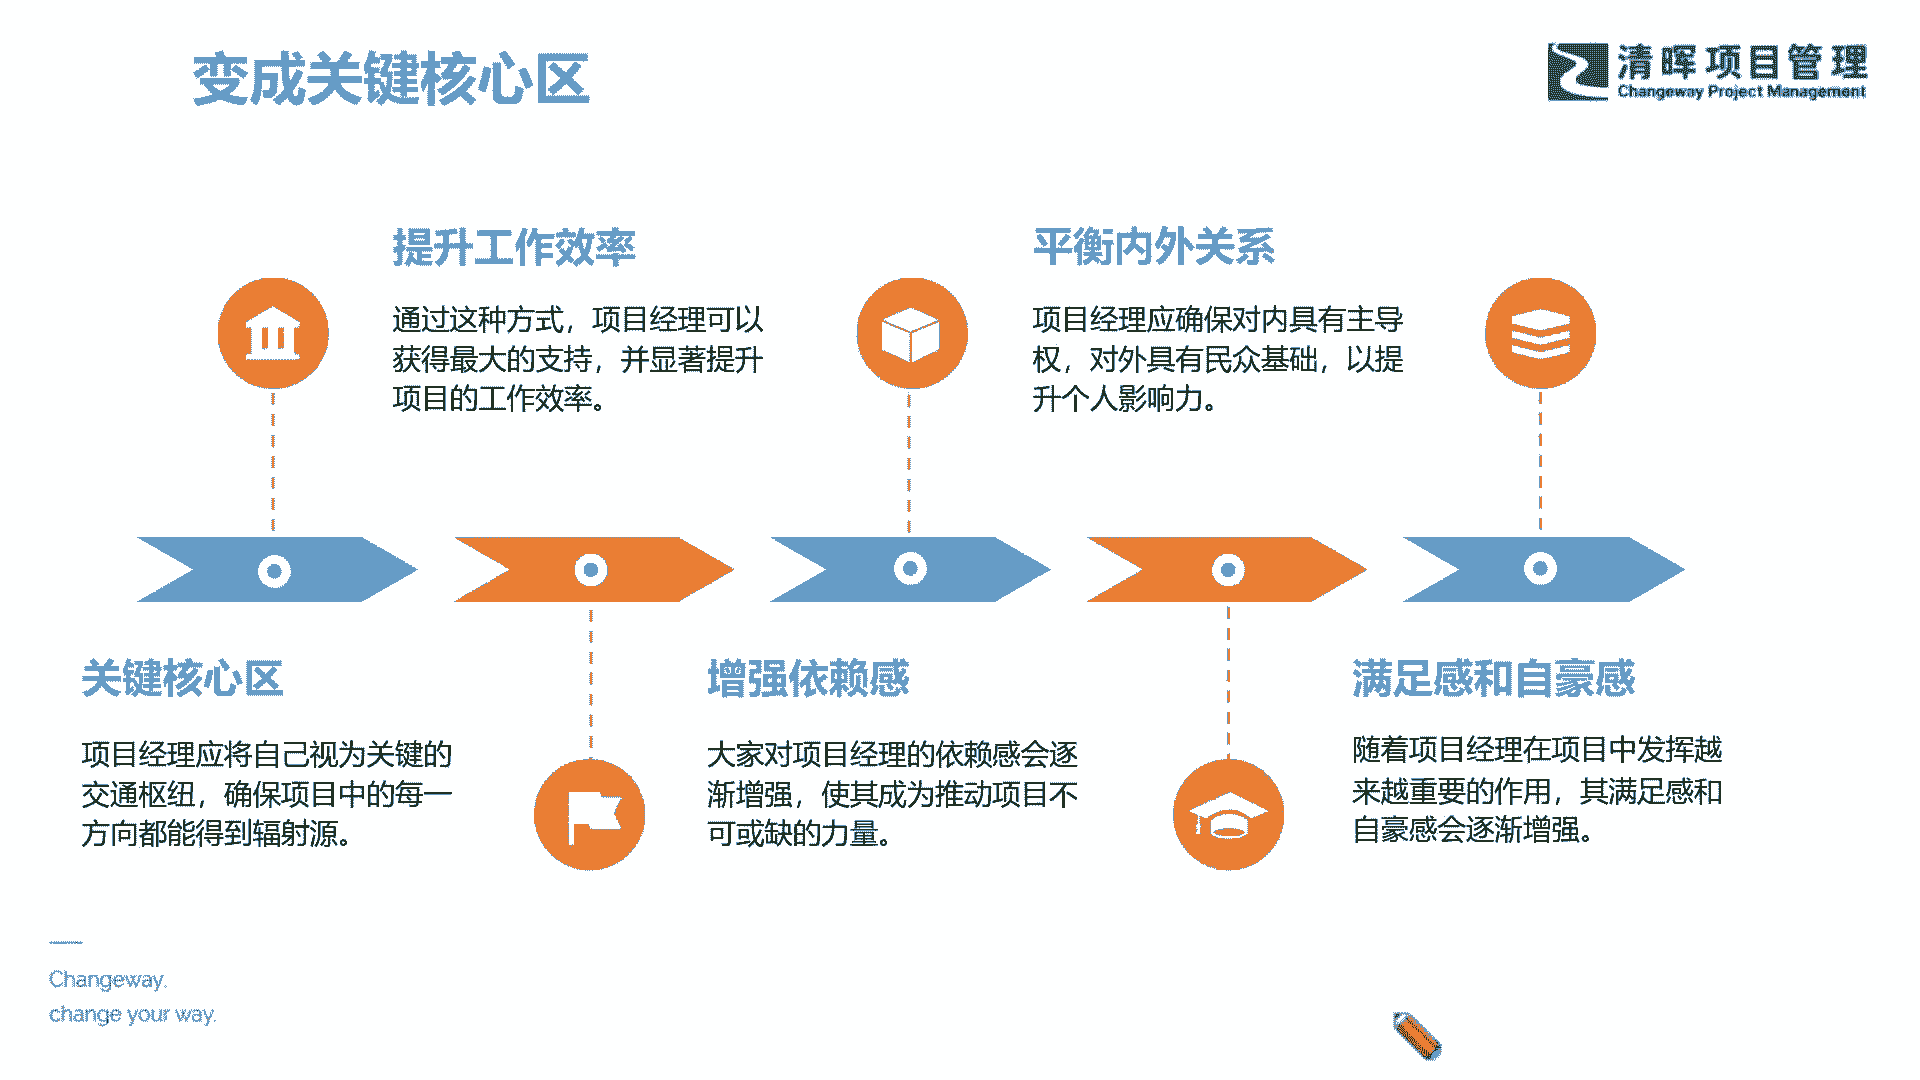 变成关键核心区
清晖项目管理
Changeway Project Management
提升工作效率
通过这种方式，项目经理可以
获得最大的支持，并显著提升
项目的工作效率。
平衡内外关系
项目经理应确保对内具有主导
权，对外具有民众基础，以提
升个人影响力。
关键核心区
项目经理应将自己视为关键的
交通枢纽，确保项目中的每一
方向都能得到辐射源。
增强依赖感
大家对项目经理的依赖感会逐
渐增强，使其成为推动项目不
可或缺的力量。
满足感和自豪感
随着项目经理在项目中发挥越
来越重要的作用，其满足感和
自豪感会逐渐增强。
Changeway,
change your way.